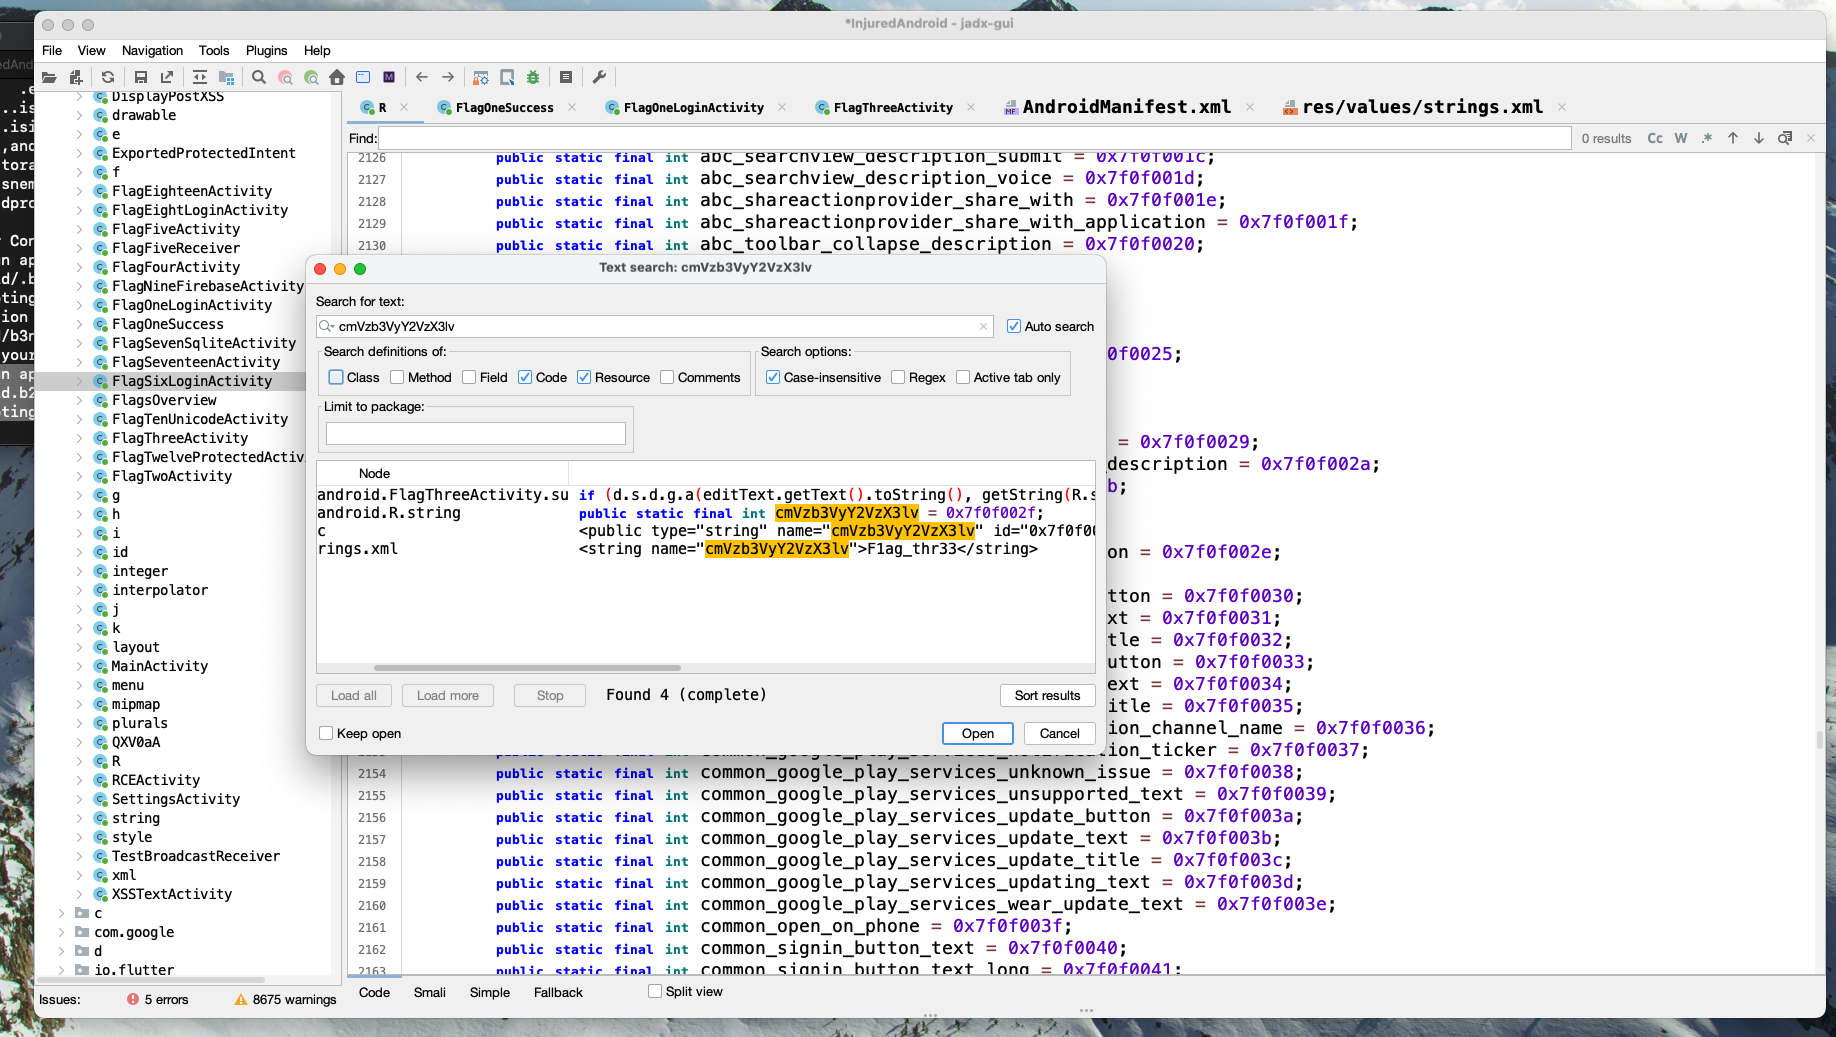 *InjuredAndroid - jadx-gui
File View Navigation Tools Plugins Help
R FlagOneSuccess FlagOneLoginActivity FlagThreeActivity AndroidManifest.xml res/values/strings.xml
Find: 0 results Cc W .*
DisplayPostXSS
drawable
e
ExportedProtectedIntent
f
FlagEighteenActivity
FlagEightLoginActivity
FlagFiveActivity
FlagFiveReceiver
FlagFourActivity
FlagNineFirebaseActivity
FlagOneLoginActivity
FlagOneSuccess
FlagSevenSqliteActivity
FlagSeventeenActivity
FlagSixLoginActivity
FlagsOverview
FlagTenUnicodeActivity
FlagThreeActivity
FlagTwelveProtectedActiv
FlagTwoActivity
g
h
i
id
integer
interpolator
j
k
layout
MainActivity
menu
mipmap
plurals
QXV0aA
R
RCEActivity
SettingsActivity
string
style
TestBroadcastReceiver
xml
XSSTextActivity
c
com.google
d
io.flutter
Issues: 5 errors 8675 warnings
2126 public static final int abc_searchview_description_submit = 0x7f0f001c;
2127 public static final int abc_searchview_description_voice = 0x7f0f001d;
2128 public static final int abc_shareactionprovider_share_with = 0x7f0f001e;
2129 public static final int abc_shareactionprovider_share_with_application = 0x7f0f001f;
2130 public static final int abc_toolbar_collapse_description = 0x7f0f0020;
0f0025;
= 0x7f0f0029;
description = 0x7f0f002a;
b;
on = 0x7f0f002e;
tton = 0x7f0f0030;
xt = 0x7f0f0031;
tle = 0x7f0f0032;
utton = 0x7f0f0033;
ext = 0x7f0f0034;
itle = 0x7f0f0035;
ion_channel_name = 0x7f0f0036;
ion_ticker = 0x7f0f0037;
2154 public static final int common_google_play_services_unknown_issue = 0x7f0f0038;
2155 public static final int common_google_play_services_unsupported_text = 0x7f0f0039;
2156 public static final int common_google_play_services_update_button = 0x7f0f003a;
2157 public static final int common_google_play_services_update_text = 0x7f0f003b;
2158 public static final int common_google_play_services_update_title = 0x7f0f003c;
2159 public static final int common_google_play_services_updating_text = 0x7f0f003d;
2160 public static final int common_google_play_services_wear_update_text = 0x7f0f003e;
2161 public static final int common_open_on_phone = 0x7f0f003f;
2162 public static final int common_signin_button_text = 0x7f0f0040;
2163 public static final int common_signin_button_text_long = 0x7f0f0041;
Code Smali Simple Fallback Split view
Text search: cmVzb3VyY2VzX3lv
Search for text:
cmVzb3VyY2VzX3lv Auto search
Search definitions of: Search options:
Class Method Field Code Resource Comments Case-insensitive Regex Active tab only
Limit to package:
Node
android.FlagThreeActivity.su if (d.s.d.g.a(editText.getText().toString(), getString(R.s
android.R.string public static final int cmVzb3VyY2VzX3lv = 0x7f0f002f;
c <public type="string" name="cmVzb3VyY2VzX3lv" id="0x7f0f00
rings.xml <string name="cmVzb3VyY2VzX3lv">F1ag_thr33</string>
Load all Load more Stop Found 4 (complete) Sort results
Keep open Open Cancel